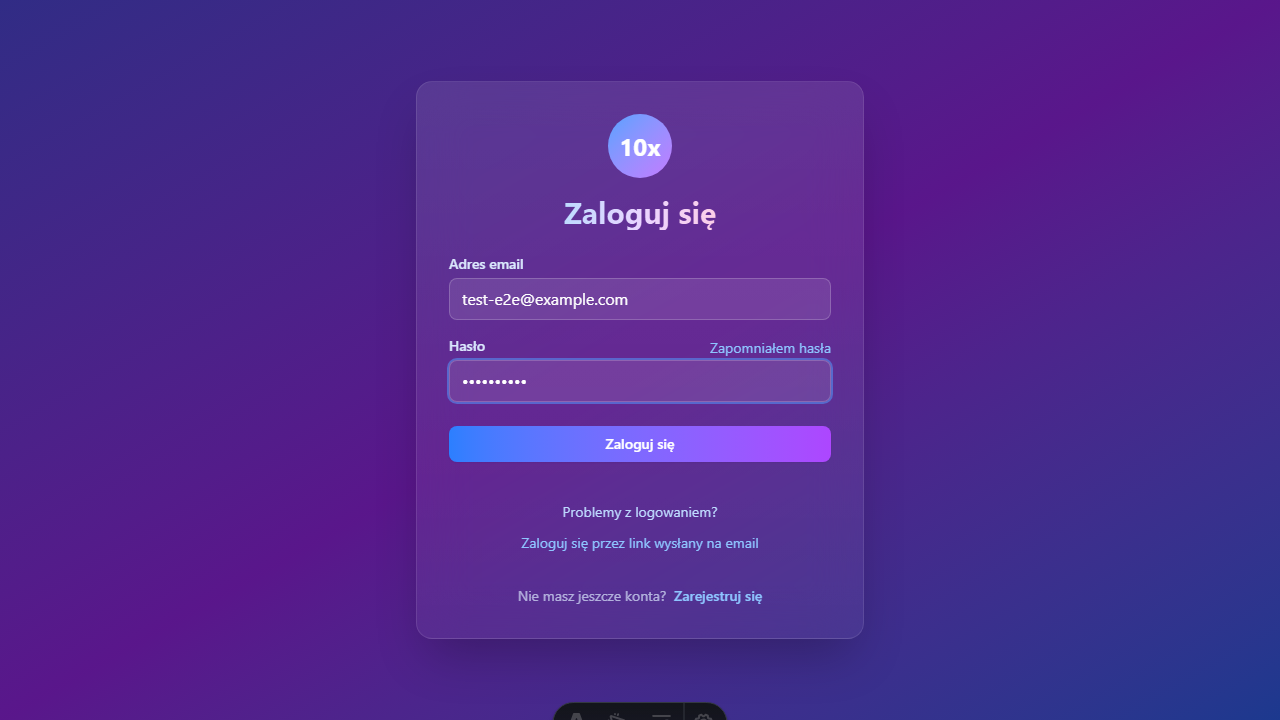 10x
Zaloguj się
Adres email
test-e2e@example.com
Hasło
Zapomniałem hasła
••••••••••
Zaloguj się
Problemy z logowaniem?
Zaloguj się przez link wysłany na email
Nie masz jeszcze konta? Zarejestruj się